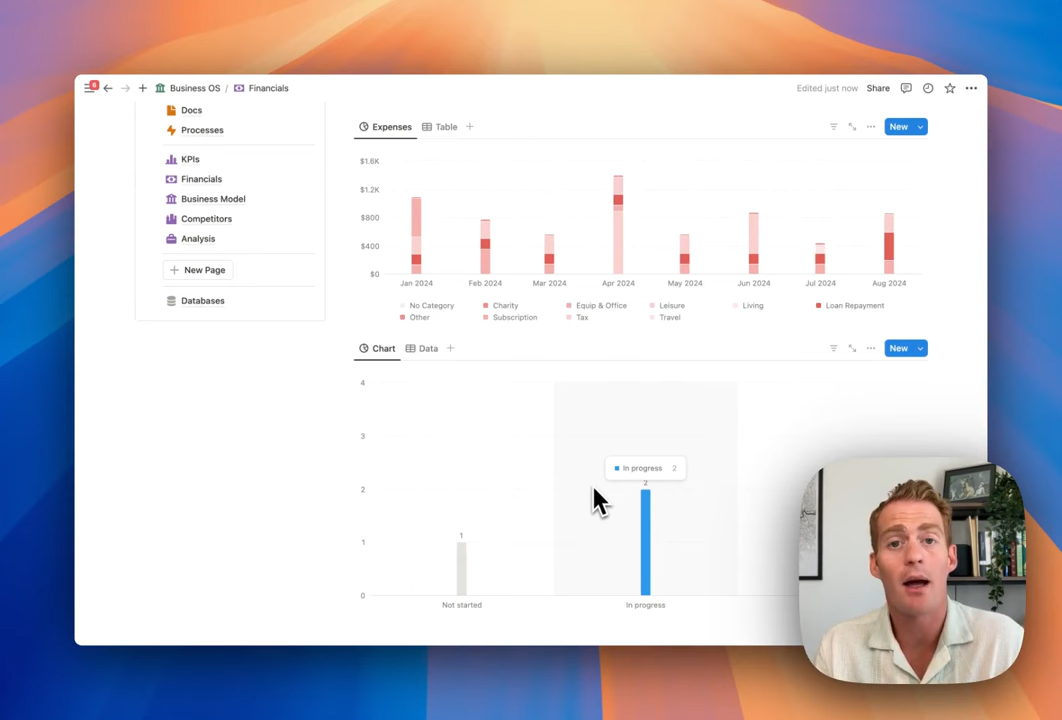 6
Business OS / Financials
Edited just now Share
Docs
Processes
KPIs
Financials
Business Model
Competitors
Analysis
+ New Page
Databases
Expenses Table +
New
$1.6K
$1.2K
$800
$400
$0
Jan 2024 Feb 2024 Mar 2024 Apr 2024 May 2024 Jun 2024 Jul 2024 Aug 2024
No Category Charity Equip & Office Leisure Living Loan Repayment
Other Subscription Tax Travel
Chart Data +
New
4
3
In progress 2
2
2
1
1
0
Not started In progress